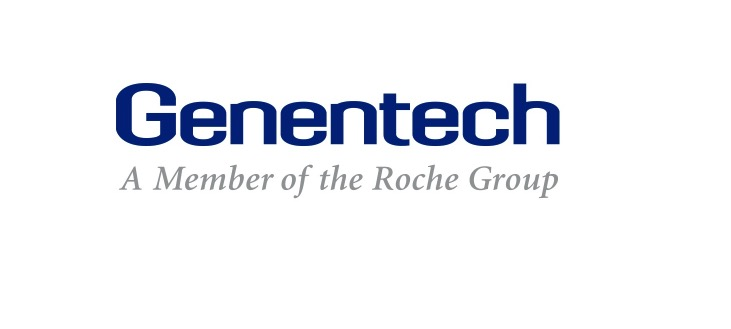 Genentech
A Member of the Roche Group